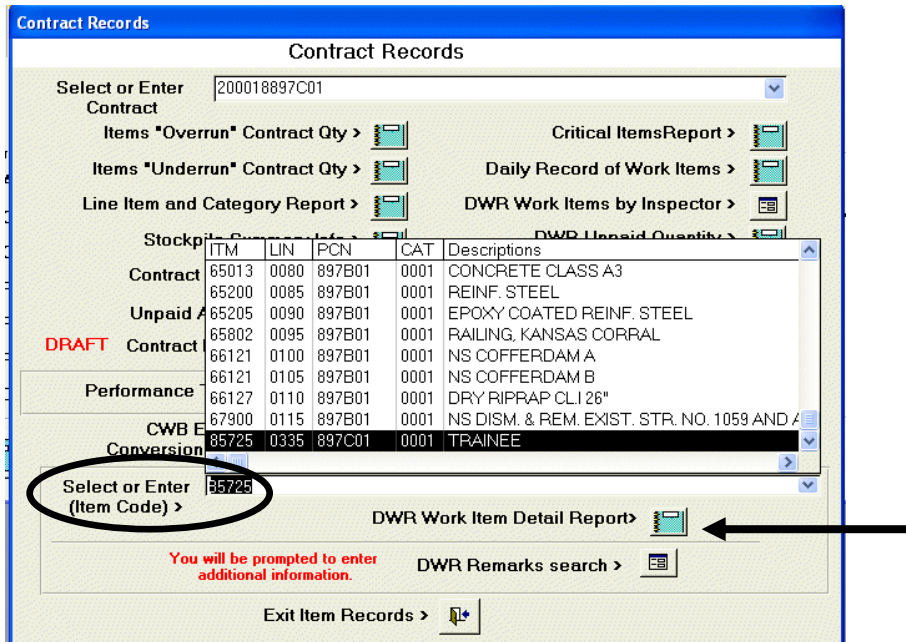 Contract Records
Contract Records
Select or Enter
Contract
200018897C01
Items "Overrun" Contract Qty >
Critical ItemsReport >
Items "Underrun" Contract Qty >
Daily Record of Work Items >
Line Item and Category Report >
DWR Work Items by Inspector >
Stockpile Summary Info >
DWR Unpaid Quantity >
Contract
Unpaid
DRAFT Contract
Performance
CWB
Conversion
ITM LIN PCN CAT Descriptions
65013 0080 897B01 0001 CONCRETE CLASS A3
65200 0085 897B01 0001 REINF. STEEL
65205 0090 897B01 0001 EPOXY COATED REINF. STEEL
65802 0095 897B01 0001 RAILING, KANSAS CORRAL
66121 0100 897B01 0001 NS COFFERDAM A
66121 0105 897B01 0001 NS COFFERDAM B
66127 0110 897B01 0001 DRY RIPRAP CL.I 26"
67900 0115 897B01 0001 NS DISM. & REM. EXIST. STR. NO. 1059 AND
85725 0335 897C01 0001 TRAINEE
Select or Enter
(Item Code) >
85725
DWR Work Item Detail Report>
You will be prompted to enter
additional information.
DWR Remarks search >
Exit Item Records >